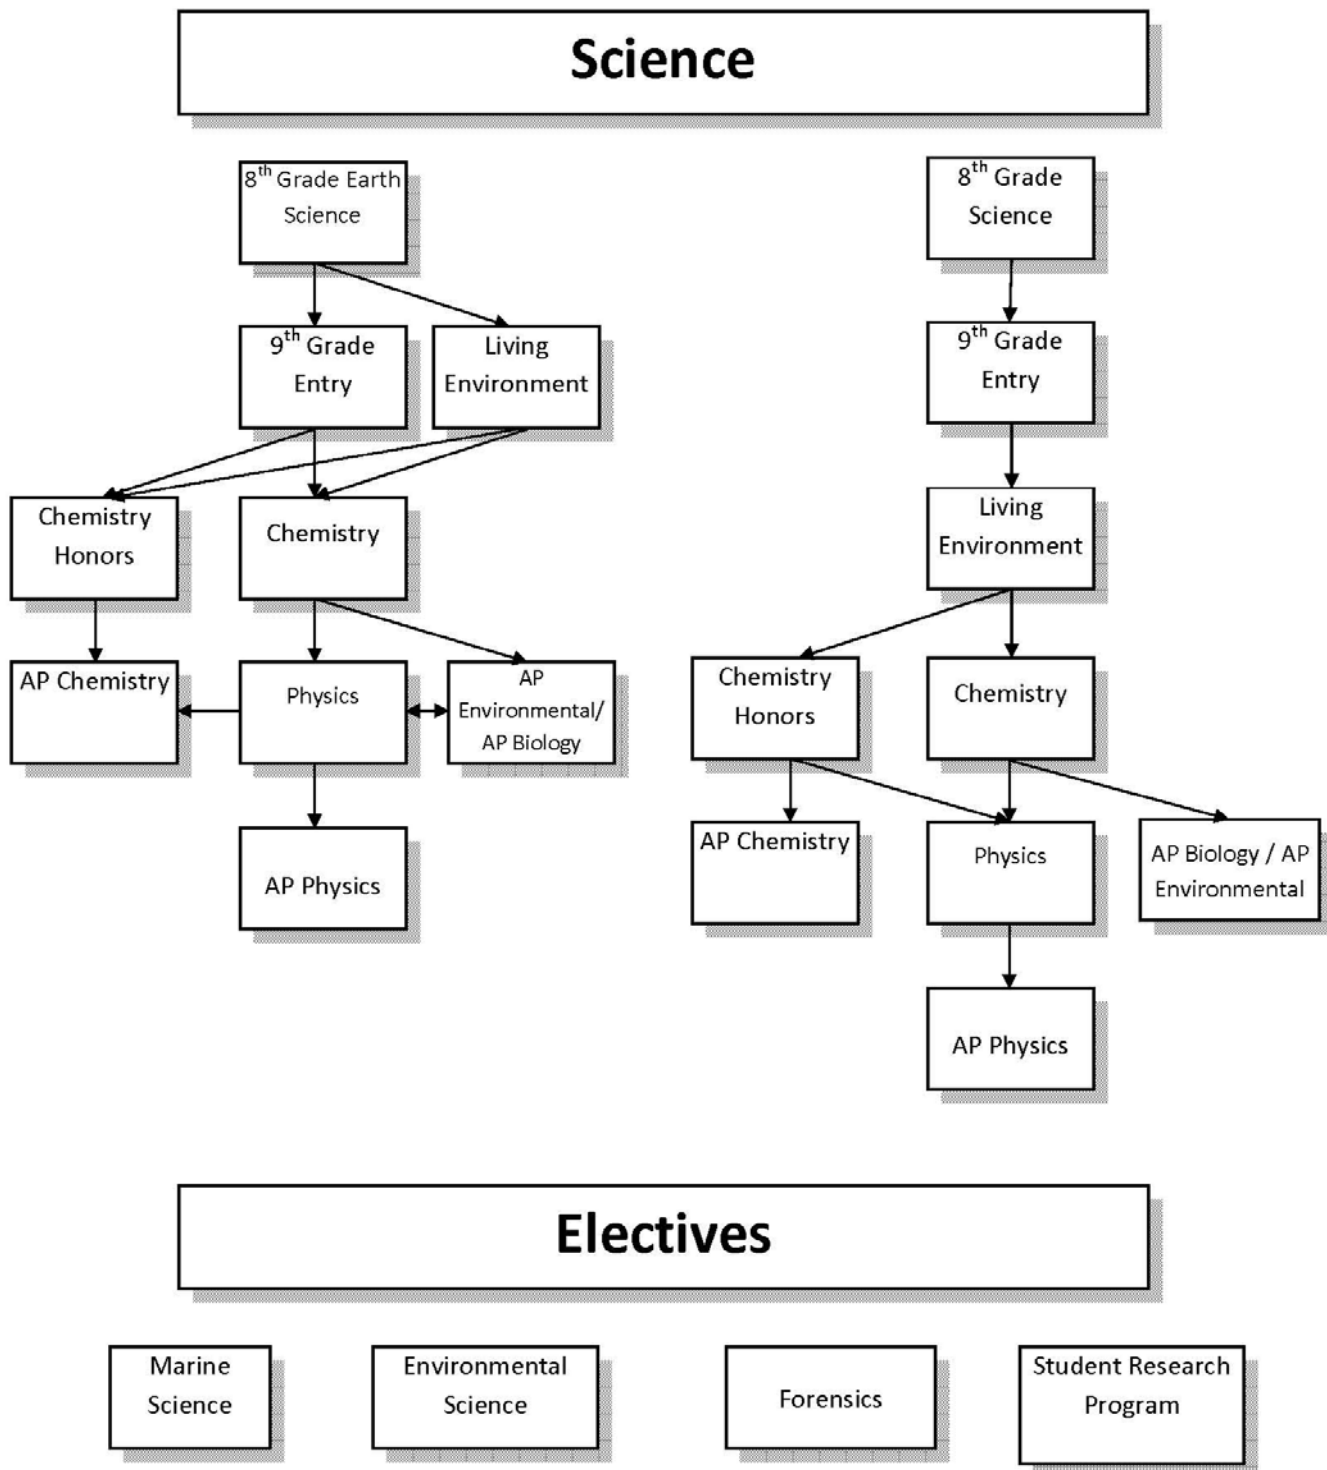 Science
8th Grade Earth
Science
8th Grade
Science
9th Grade
Entry
Living
Environment
9th Grade
Entry
Chemistry
Honors
Chemistry
Living
Environment
AP Chemistry
Physics
AP
Environmental/
AP Biology
Chemistry
Honors
Chemistry
AP Physics
AP Chemistry
Physics
AP Biology / AP
Environmental
AP Physics
Electives
Marine
Science
Environmental
Science
Forensics
Student Research
Program